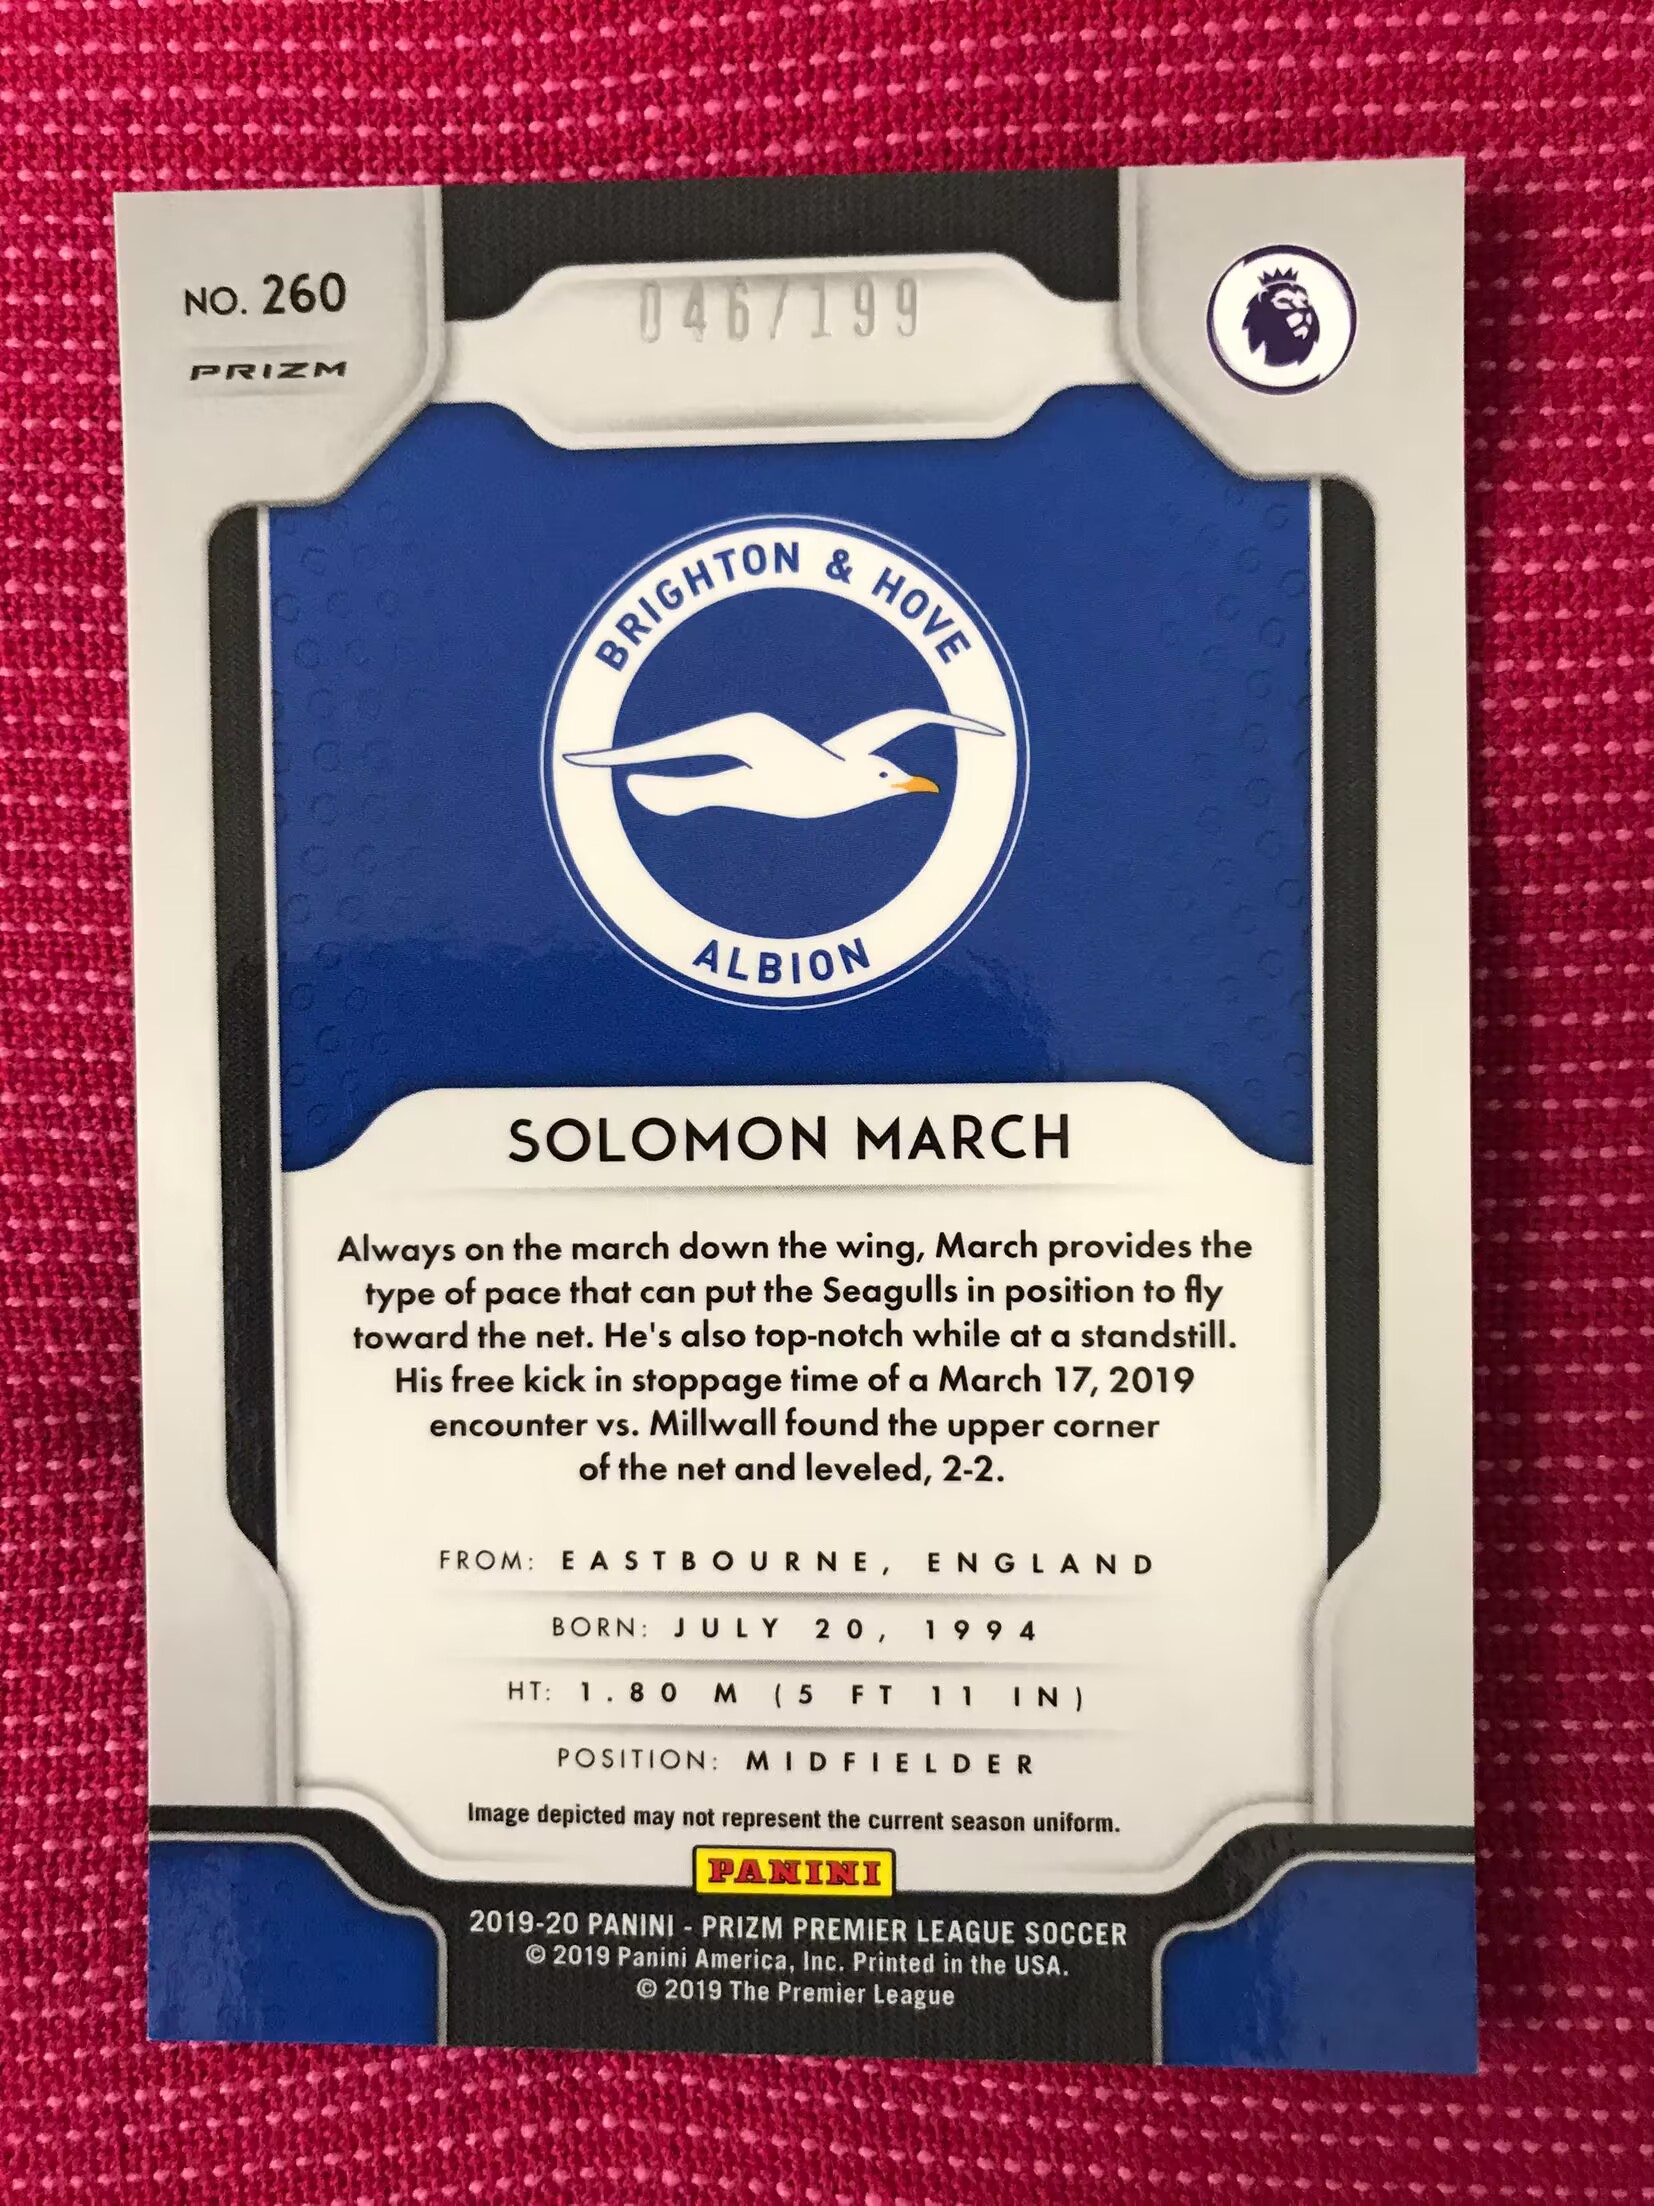 NO. 260
PRIZM
046/199
BRIGHTON & HOVE
ALBION
SOLOMON MARCH
Always on the march down the wing, March provides the
type of pace that can put the Seagulls in position to fly
toward the net. He's also top-notch while at a standstill.
His free kick in stoppage time of a March 17, 2019
encounter vs. Millwall found the upper corner
of the net and leveled, 2-2.
FROM: EASTBOURNE, ENGLAND
BORN: JULY 20, 1994
HT: 1.80 M (5 FT 11 IN)
POSITION: MIDFIELDER
Image depicted may not represent the current season uniform.
PANINI
2019-20 PANINI - PRIZM PREMIER LEAGUE SOCCER
© 2019 Panini America, Inc. Printed in the USA.
© 2019 The Premier League